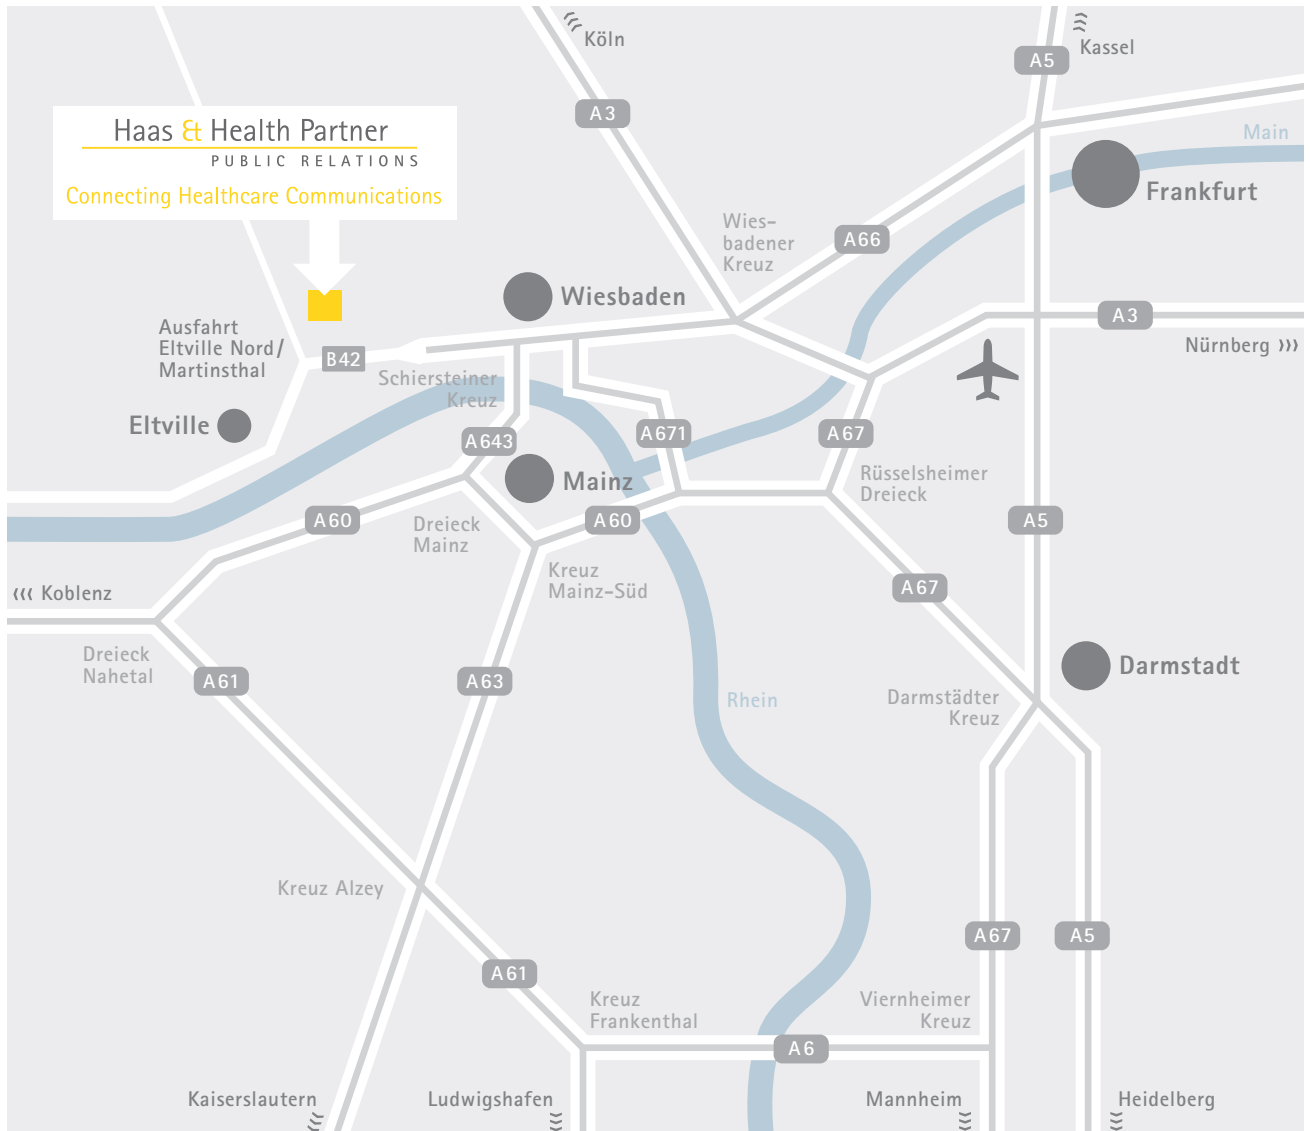 Köln
Kassel
A5
A3
Haas & Health Partner
PUBLIC RELATIONS
Connecting Healthcare Communications
Main
Frankfurt
Wies-
badener
Kreuz
A66
Wiesbaden
A3
Nürnberg
Ausfahrt
Eltville Nord/
Martinsthal
B42
Schiersteiner
Kreuz
Eltville
A643
A671
A67
Mainz
Rüsselsheimer
Dreieck
A60
Dreieck
Mainz
A60
A5
Kreuz
Mainz-Süd
A67
Koblenz
Dreieck
Nahetal
A61
A63
Rhein
Darmstadt
Darmstädter
Kreuz
Kreuz Alzey
A67
A5
A61
Kreuz
Frankenthal
Viernheimer
Kreuz
A6
Kaiserslautern
Ludwigshafen
Mannheim
Heidelberg